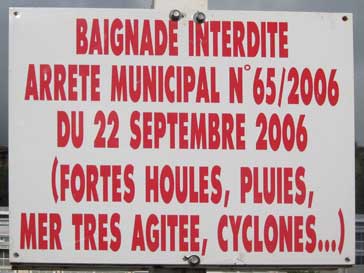 BAIGNADE INTERDITE
ARRETE MUNICIPAL N°65/2006
DU 22 SEPTEMBRE 2006
(FORTES HOULES, PLUIES,
MER TRES AGITEE, CYCLONES...)